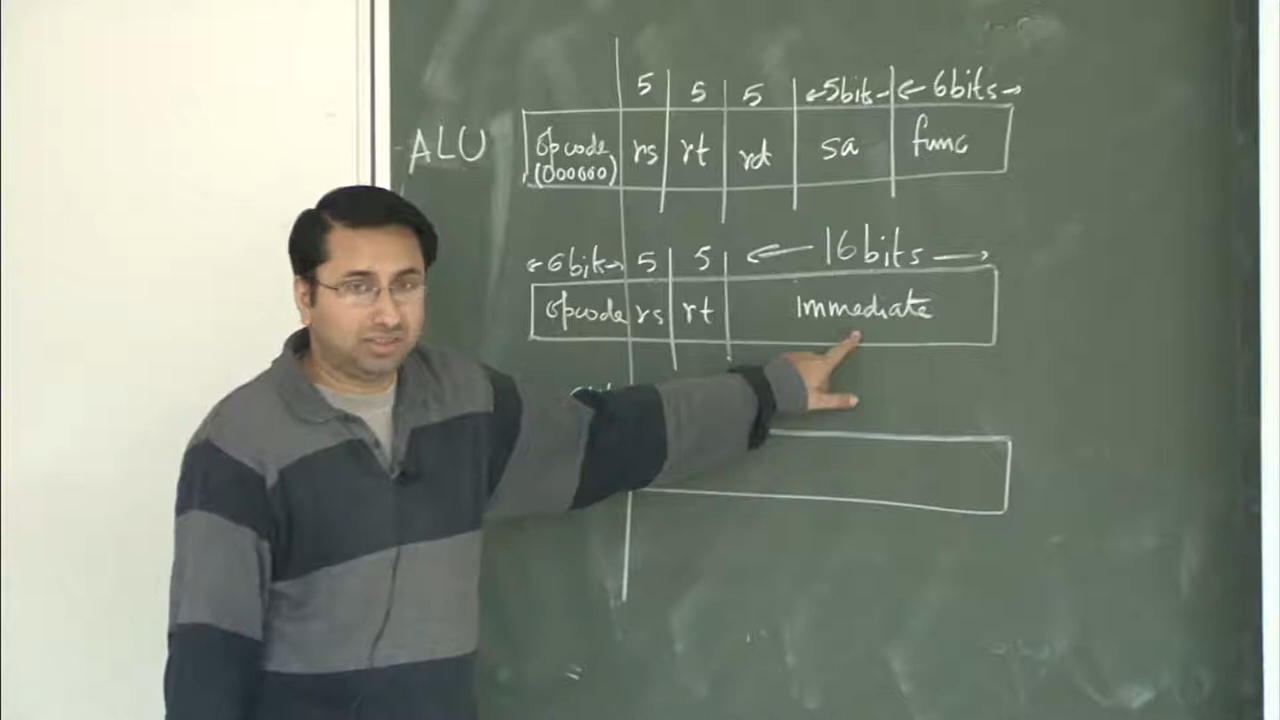 5 5 5 5bits 6bits
ALU opcode rs rt rd sa func
(000000)
6bits 5 5 16bits
opcode rs rt immediate